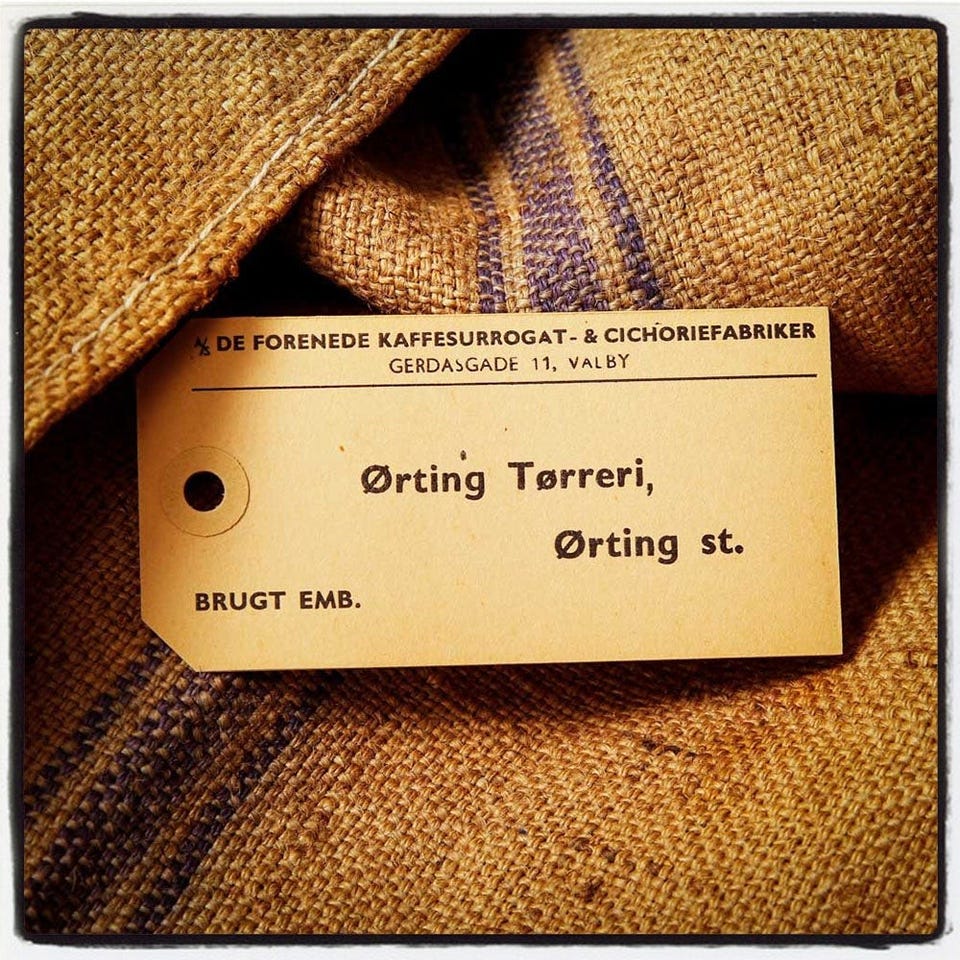 A/S DE FORENEDE KAFFESURROGAT- & CICHORIEFABRIKER
GERDASGADE 11, VALBY
Ørting Tørreri,
Ørting st.
BRUGT EMB.